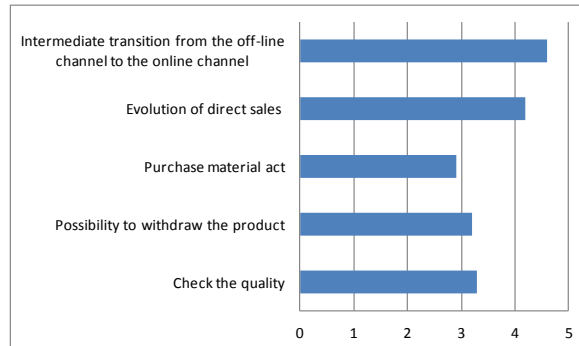 Intermediate transition from the off-line
channel to the online channel
Evolution of direct sales
Purchase material act
Possibility to withdraw the product
Check the quality
0 1 2 3 4 5